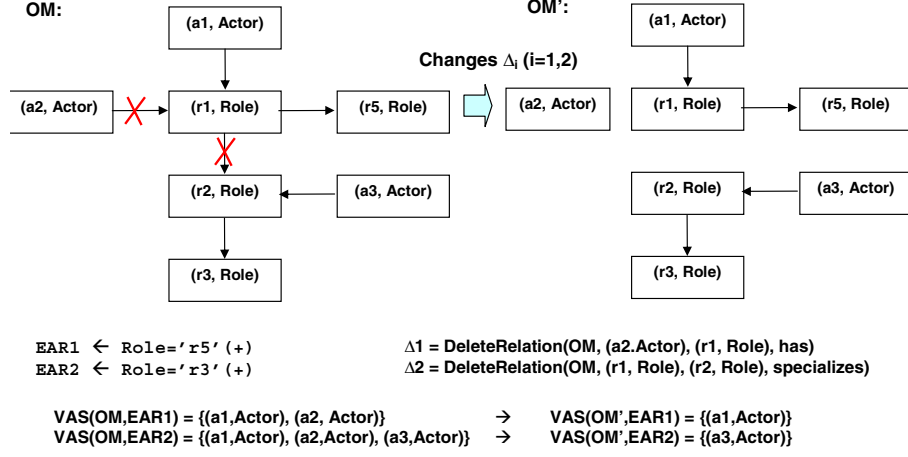 OM:
OM':
(a1, Actor)
(a1, Actor)
Changes Δi (i=1,2)
(a2, Actor)
(r1, Role)
(r5, Role)
(a2, Actor)
(r1, Role)
(r5, Role)
(r2, Role)
(a3, Actor)
(r2, Role)
(a3, Actor)
(r3, Role)
(r3, Role)
EAR1 ← Role='r5'(+)
Δ1 = DeleteRelation(OM, (a2.Actor), (r1, Role), has)
EAR2 ← Role='r3'(+)
Δ2 = DeleteRelation(OM, (r1, Role), (r2, Role), specializes)
VAS(OM,EAR1) = {(a1,Actor), (a2, Actor)} → VAS(OM',EAR1) = {(a1,Actor)}
VAS(OM,EAR2) = {(a1,Actor), (a2,Actor), (a3,Actor)} → VAS(OM',EAR2) = {(a3,Actor)}